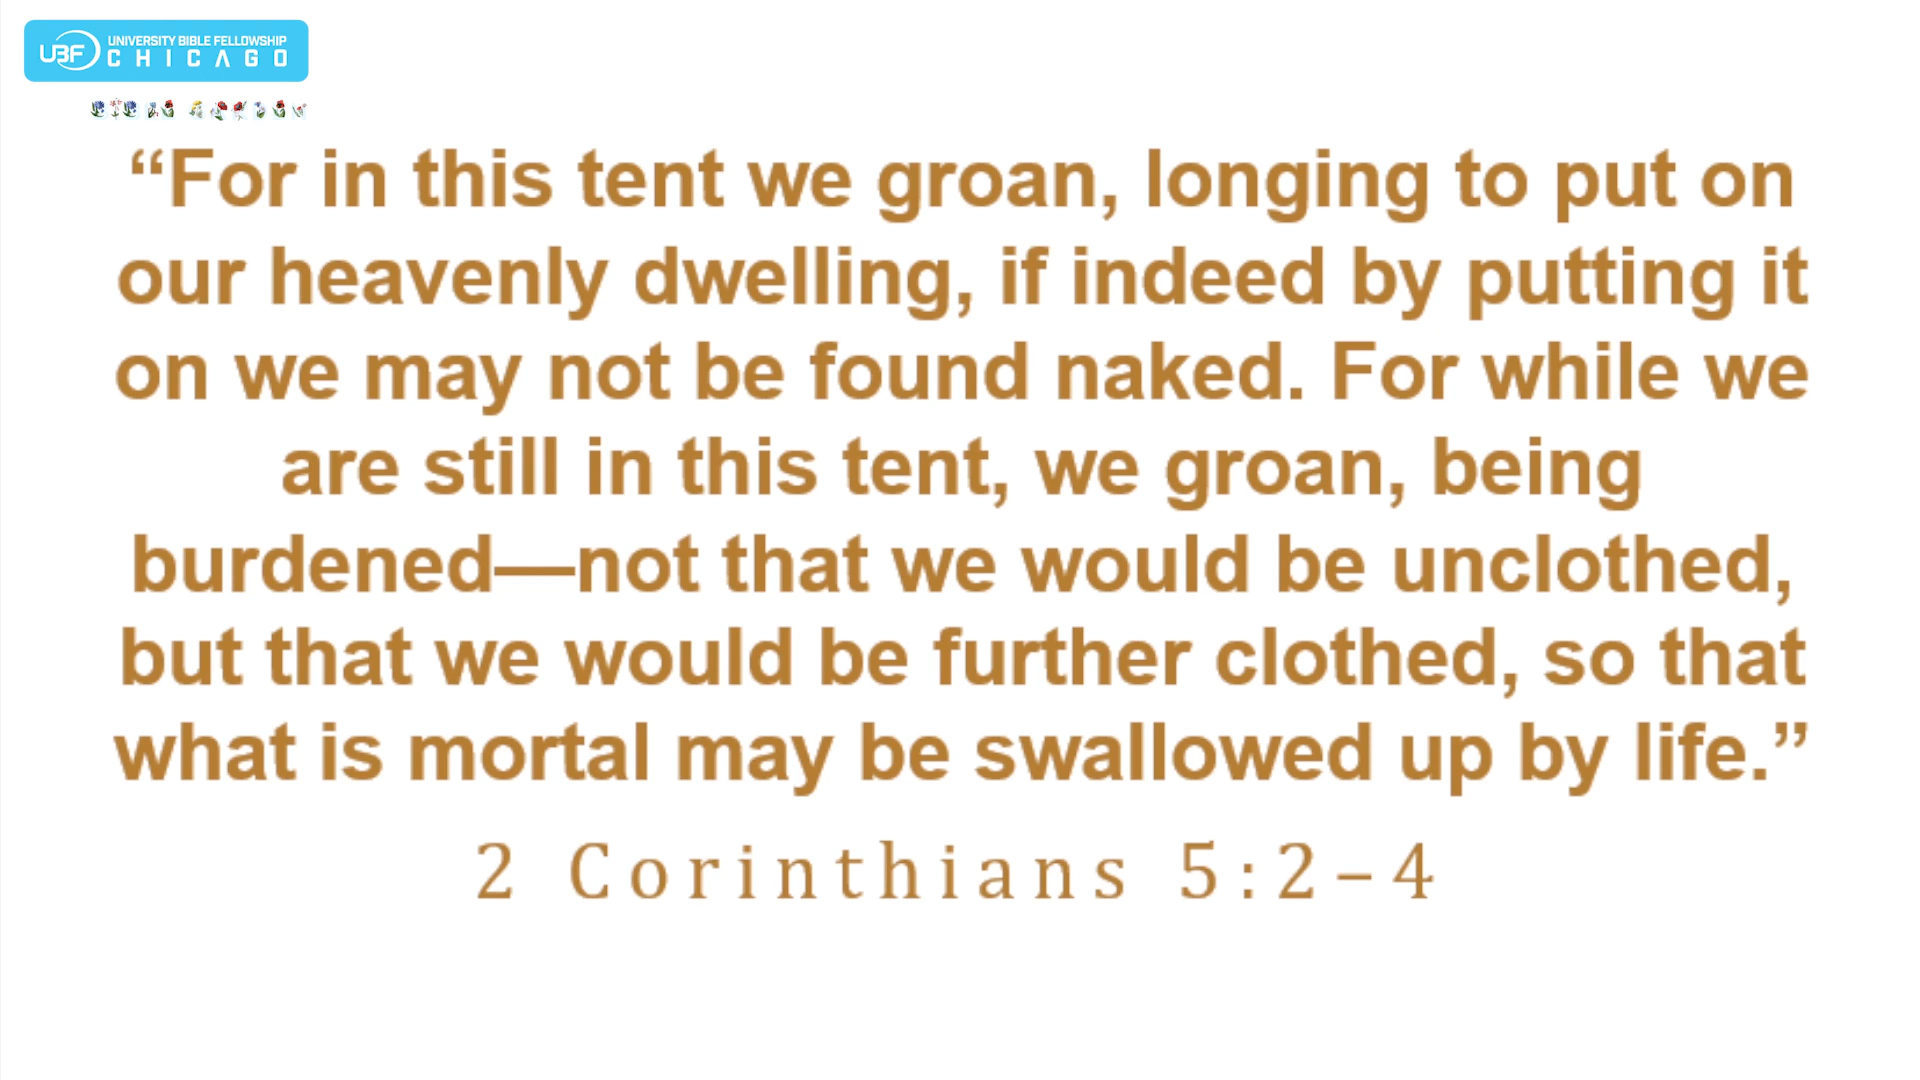 UBF UNIVERSITY BIBLE FELLOWSHIP
CHICAGO
“For in this tent we groan, longing to put on
our heavenly dwelling, if indeed by putting it
on we may not be found naked. For while we
are still in this tent, we groan, being
burdened—not that we would be unclothed,
but that we would be further clothed, so that
what is mortal may be swallowed up by life.”
2 Corinthians 5:2–4